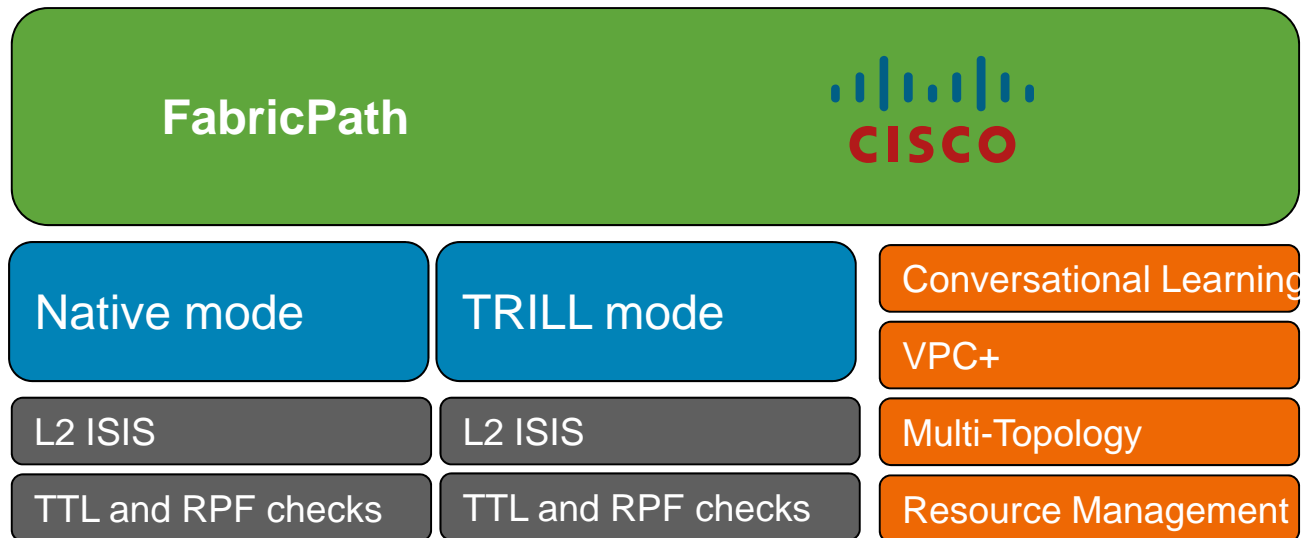 FabricPath
CISCO
Native mode
TRILL mode
Conversational Learning
VPC+
L2 ISIS
L2 ISIS
Multi-Topology
TTL and RPF checks
TTL and RPF checks
Resource Management